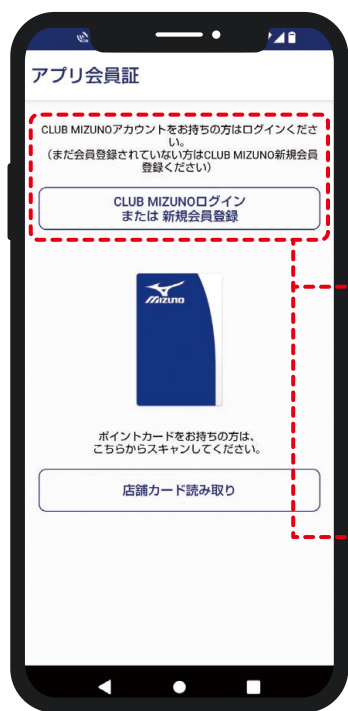 アプリ会員証
CLUB MIZUNOアカウントをお持ちの方はログインくださ
い。
（まだ会員登録されていない方はCLUB MIZUNO新規会員
登録ください）
CLUB MIZUNOログイン
または 新規会員登録
MIZUNO
ポイントカードをお持ちの方は、
こちらからスキャンしてください。
店舗カード読み取り